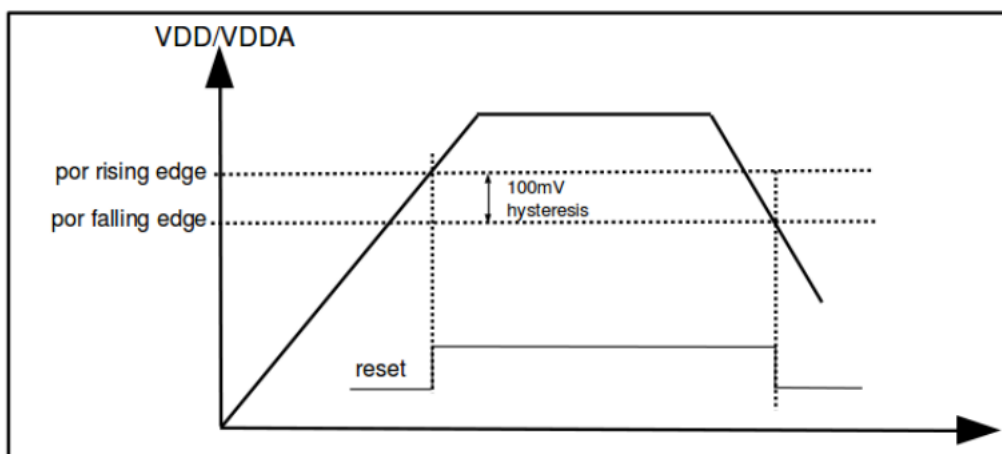 VDD/VDDA
por rising edge
100mV
hysteresis
por falling edge
reset